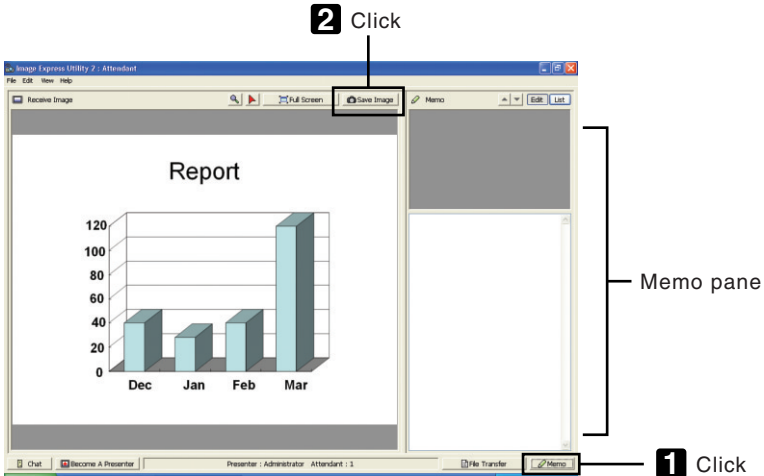 2 Click
Image Express Utility 2 : Attendant
File Edit View Help
Receive Image
Full Screen
Save Image
Memo
Edit
List
Report
120
100
80
60
40
20
0
Dec Jan Feb Mar
Memo pane
Chat
Become A Presenter
Presenter : Administrator Attendant : 1
File Transfer
Memo
1 Click